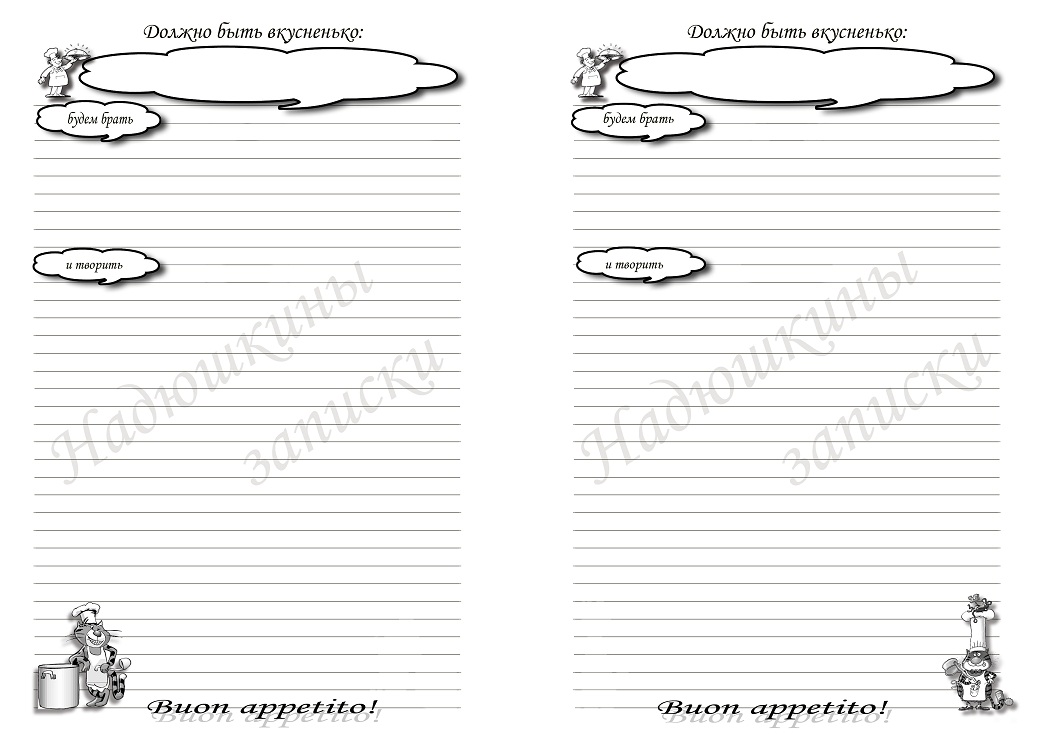 Должно быть вкусненько:
будем брать
и творить
Надюшкины
записки
Buon appetito!
Должно быть вкусненько:
будем брать
и творить
Надюшкины
записки
Buon appetito!